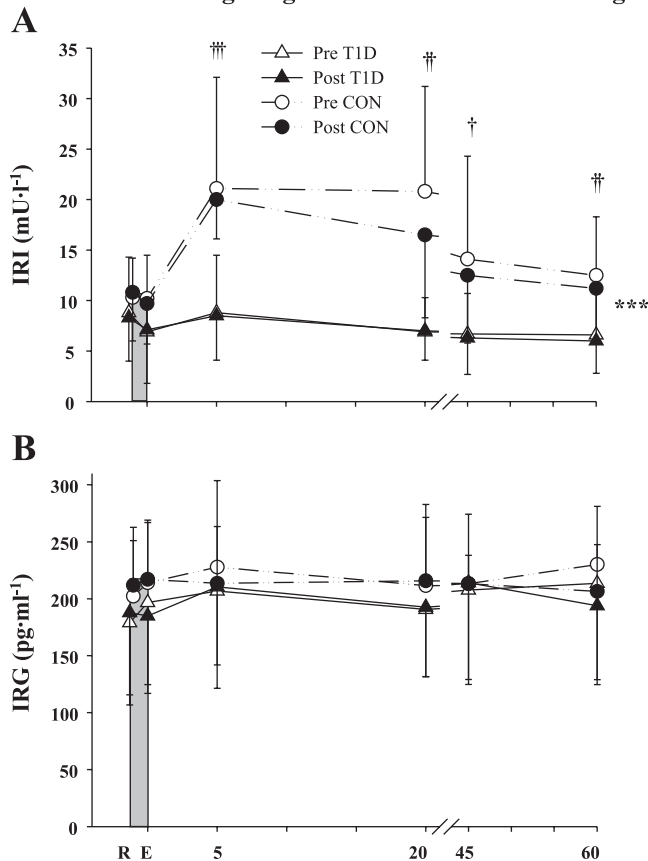 A
†††
‡
†
‡
Pre T1D
Post T1D
Pre CON
Post CON
IRI (mU·l-1)
35
30
25
20
15
10
5
0
***
B
IRG (pg·ml-1)
300
250
200
150
100
50
0
R E 5 20 45 60